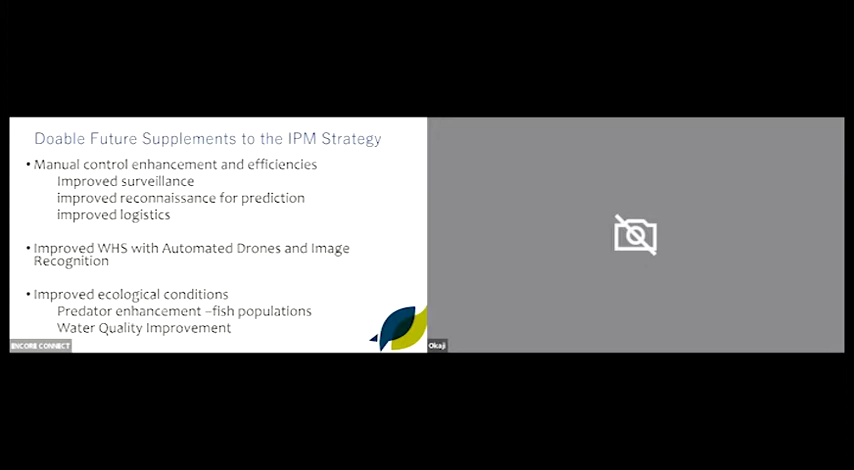 Doable Future Supplements to the IPM Strategy
• Manual control enhancement and efficiencies
Improved surveillance
improved reconnaissance for prediction
improved logistics
• Improved WHS with Automated Drones and Image
Recognition
• Improved ecological conditions
Predator enhancement –fish populations
Water Quality Improvement
ENCORE CONNECT
Okaji